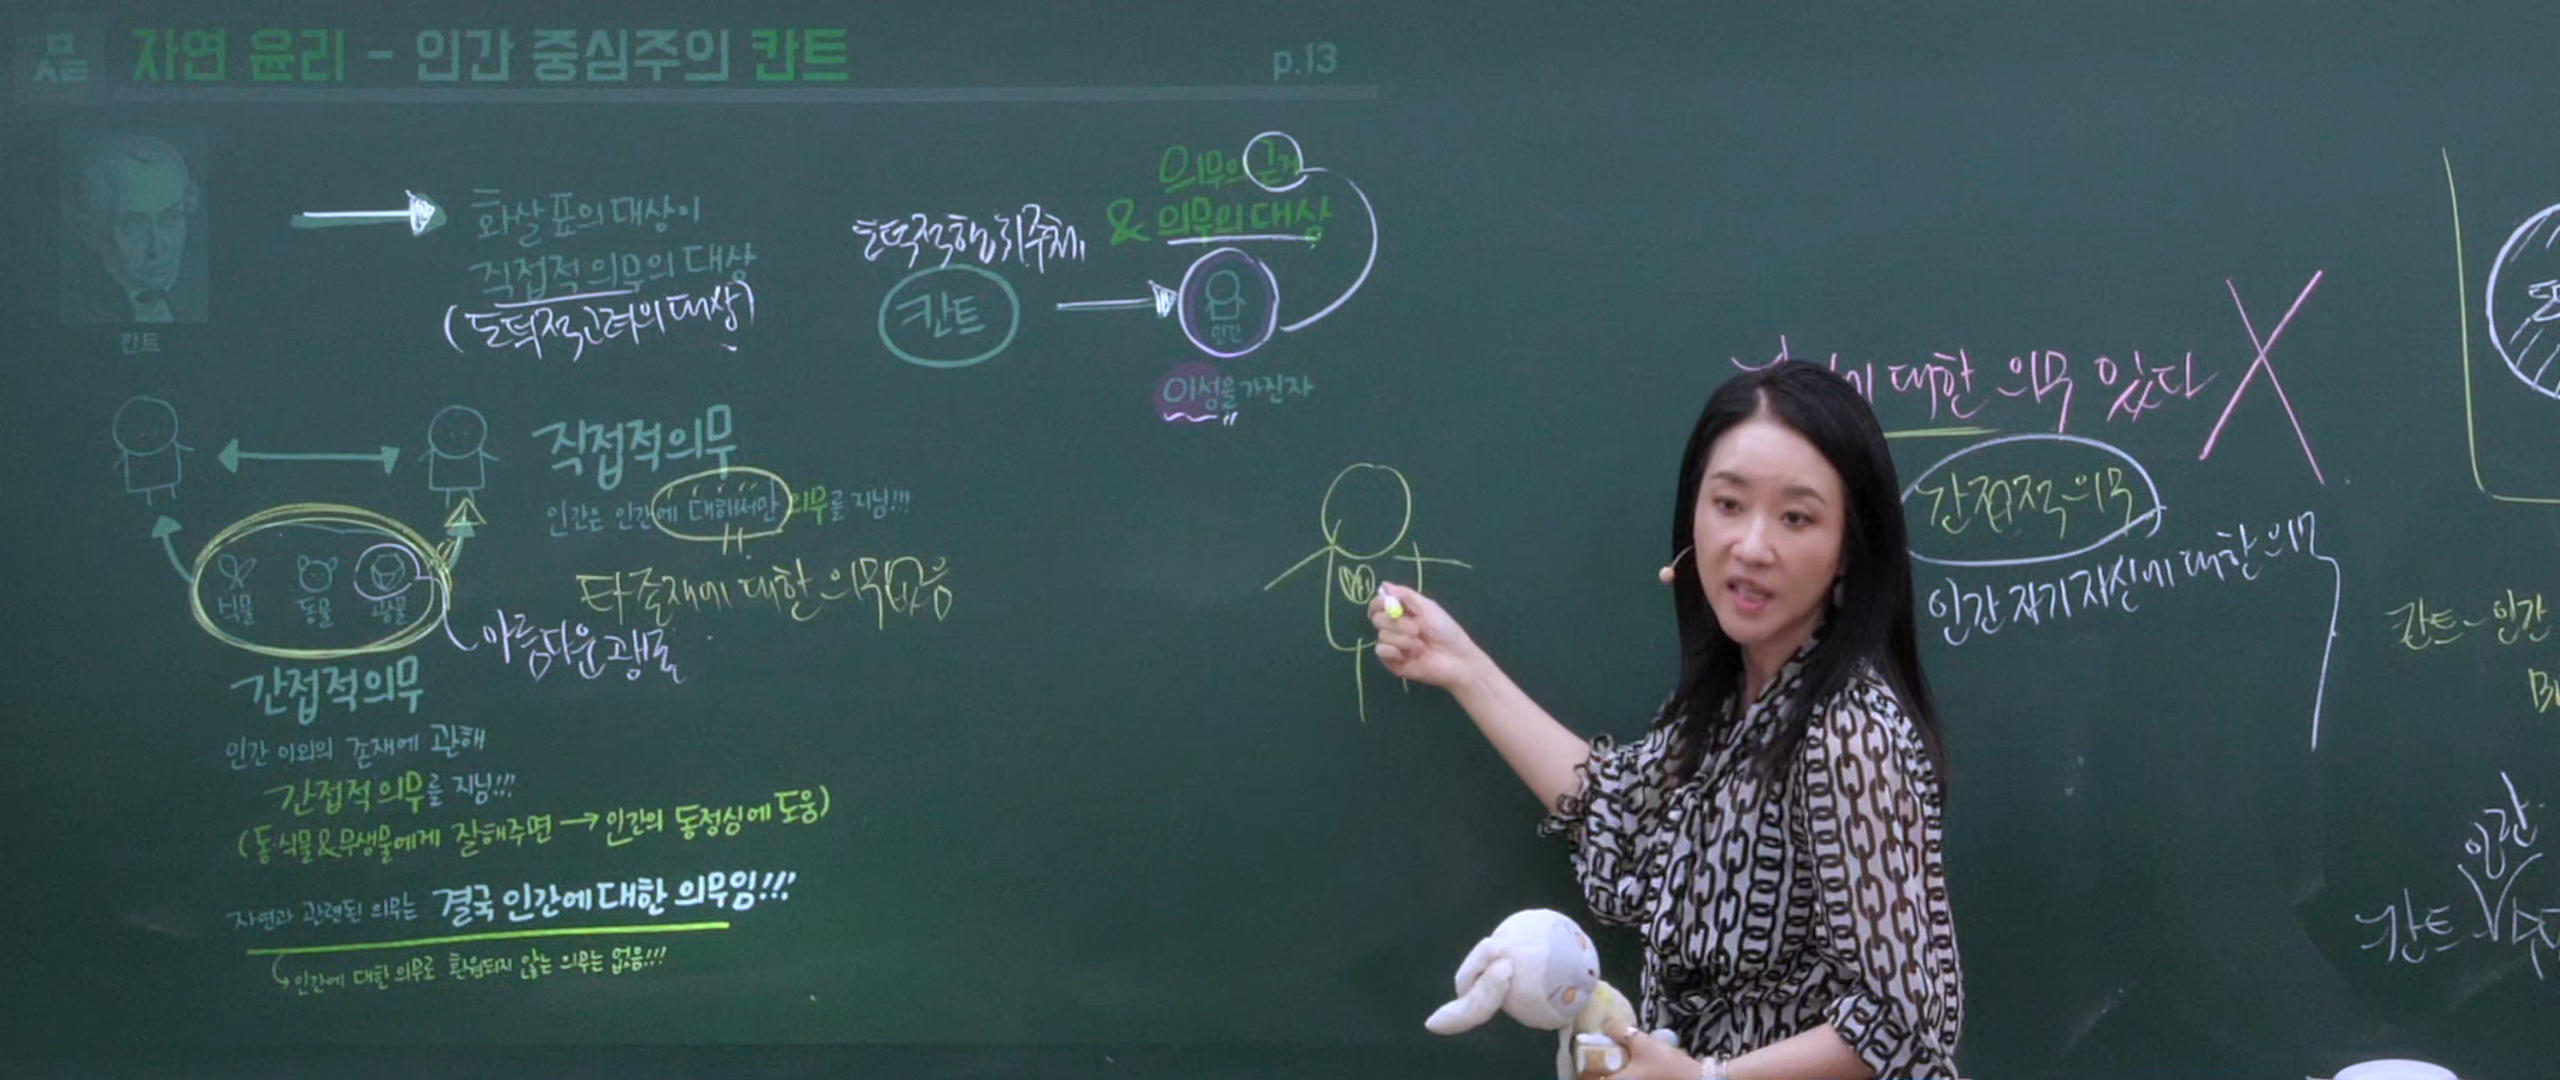 자연 윤리 - 인간 중심주의 칸트
p.13
칸트
화살표의 대상이
직접적 의무의 대상
(도덕적고려의 대상)
의무의 근거
& 의무의 대상
도덕적행위주체
칸트
인간
이성을 가진자
직접적의무
인간은 인간에 대해서만 의무를 지님!!!
타 존재에 대한 의무없음
식물
동물
광물
아름다운 광물
간접적의무
인간 이외의 존재에 관해
간접적 의무를 지님!!!
(동·식물&무생물에게 잘해주면 → 인간의 동정심에 도움)
자연과 관련된 의무는 결국 인간에 대한 의무임!!!
인간에 대한 의무로 환원되지 않는 의무는 없음!!!
대한 의무 있다
간접적 의무
인간 자기 자신에 대한 의무
칸트 - 인간
인간
칸트